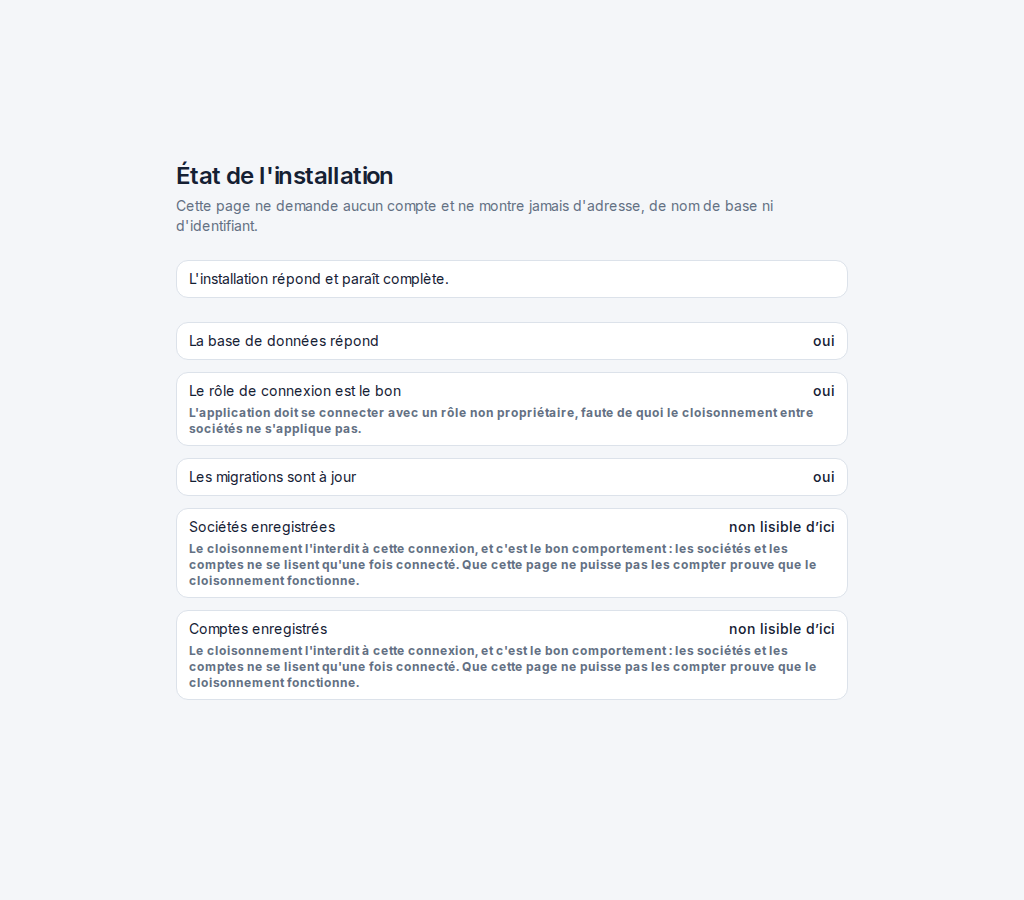 État de l'installation
Cette page ne demande aucun compte et ne montre jamais d'adresse, de nom de base ni
d'identifiant.
L'installation répond et paraît complète.
La base de données répond oui
Le rôle de connexion est le bon oui
L'application doit se connecter avec un rôle non propriétaire, faute de quoi le cloisonnement entre
sociétés ne s'applique pas.
Les migrations sont à jour oui
Sociétés enregistrées non lisible d’ici
Le cloisonnement l'interdit à cette connexion, et c'est le bon comportement : les sociétés et les
comptes ne se lisent qu'une fois connecté. Que cette page ne puisse pas les compter prouve que le
cloisonnement fonctionne.
Comptes enregistrés non lisible d’ici
Le cloisonnement l'interdit à cette connexion, et c'est le bon comportement : les sociétés et les
comptes ne se lisent qu'une fois connecté. Que cette page ne puisse pas les compter prouve que le
cloisonnement fonctionne.